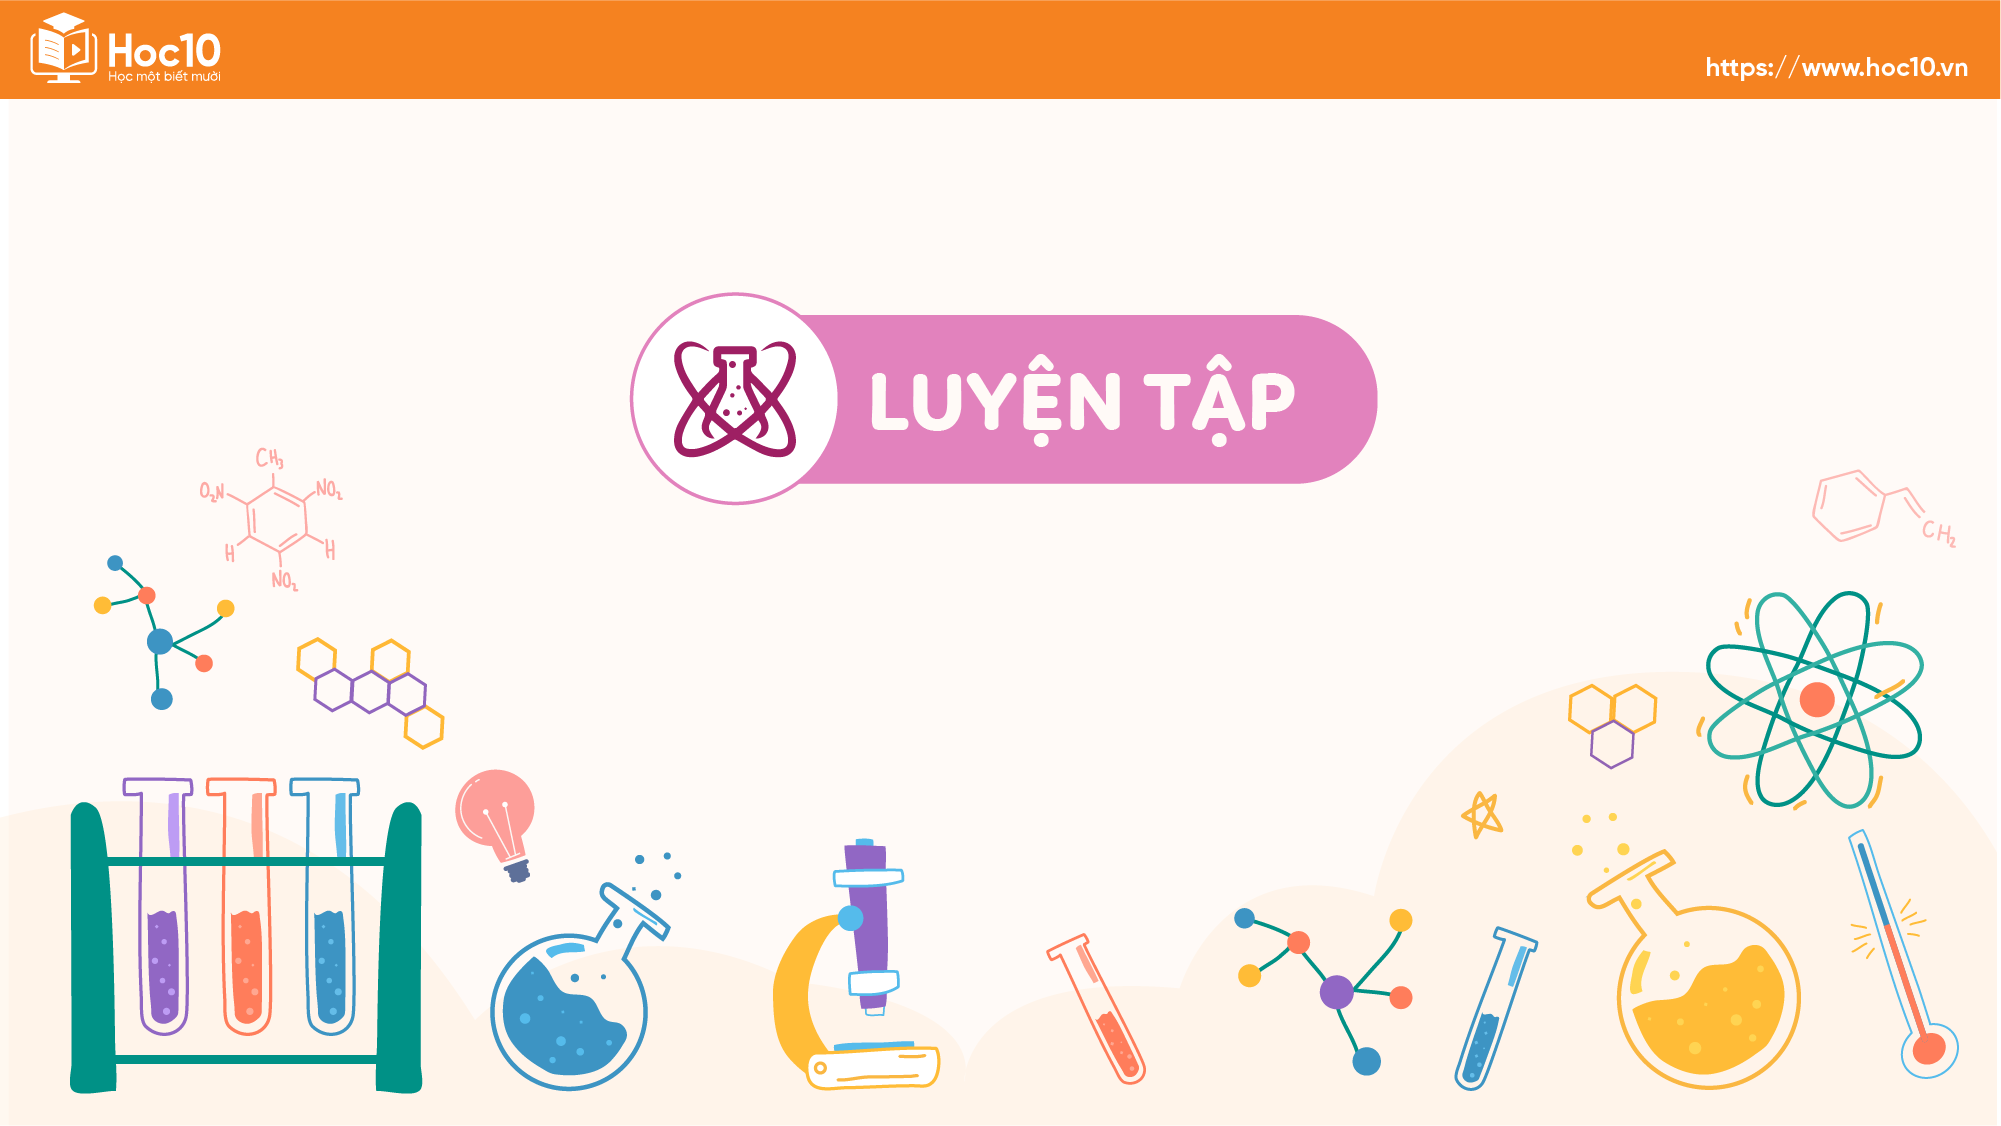 Hoc10
Học một biết mười
https://www.hoc10.vn
LUYỆN TẬP
CH₃
O₂N
NO₂
H
H
NO₂
CH₂